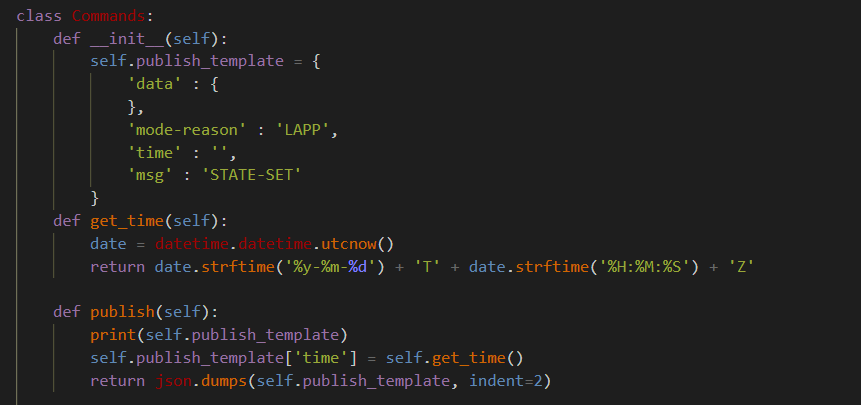 class Commands:
    def __init__(self):
        self.publish_template = {
            'data' : {
            },
            'mode-reason' : 'LAPP',
            'time' : '',
            'msg' : 'STATE-SET'
        }
    def get_time(self):
        date = datetime.datetime.utcnow()
        return date.strftime('%y-%m-%d') + 'T' + date.strftime('%H:%M:%S') + 'Z'
    def publish(self):
        print(self.publish_template)
        self.publish_template['time'] = self.get_time()
        return json.dumps(self.publish_template, indent=2)